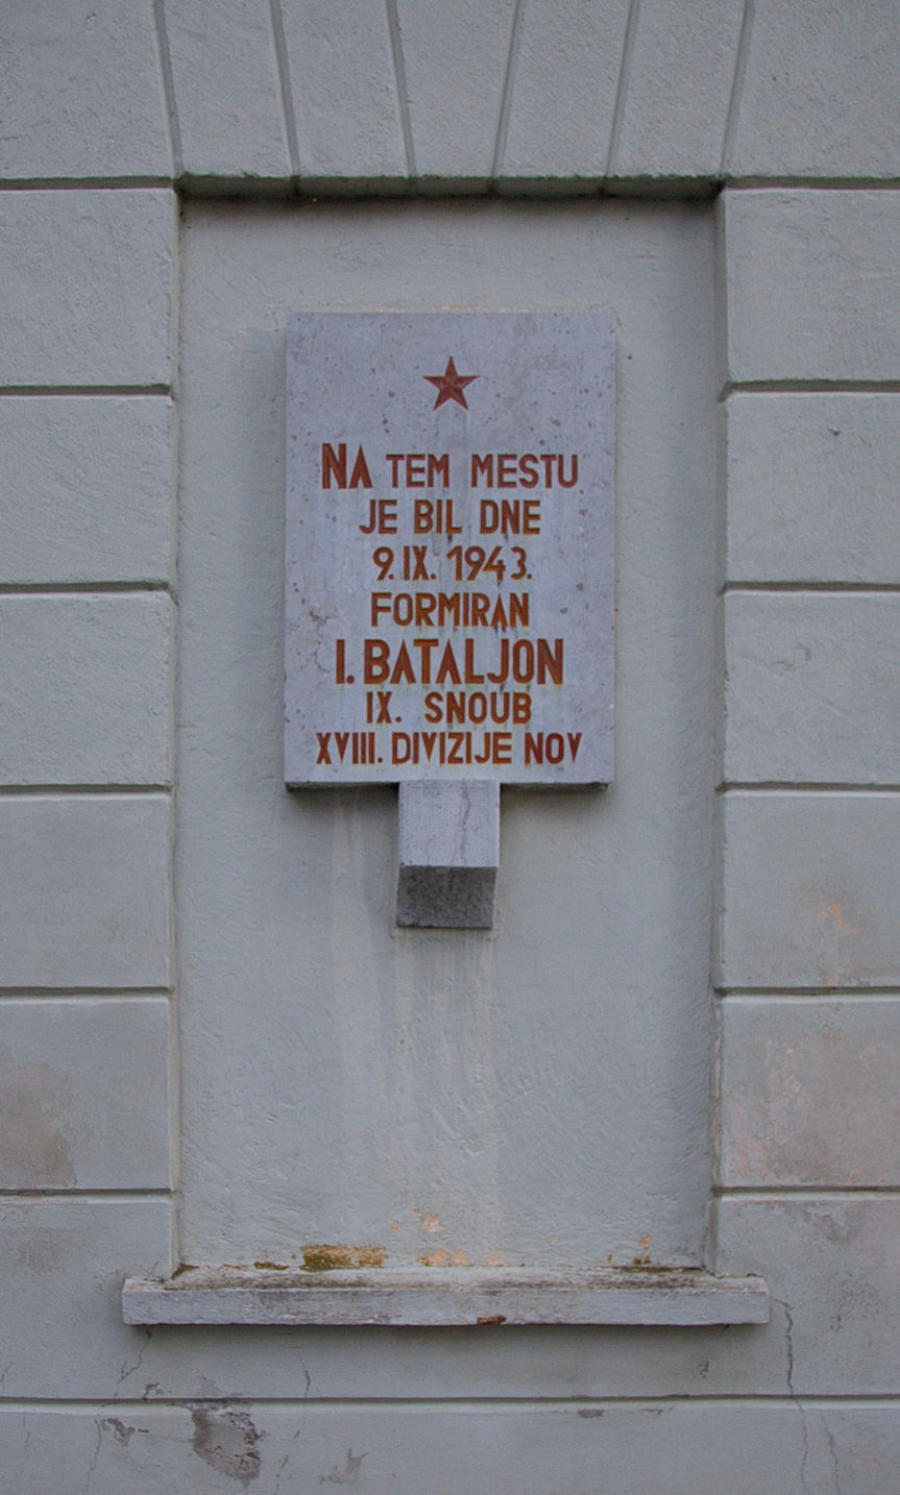 NA TEM MESTU
JE BIL DNE
9. IX. 1943.
FORMIRAN
I. BATALJON
IX. SNOUB
XVIII. DIVIZIJE NOV